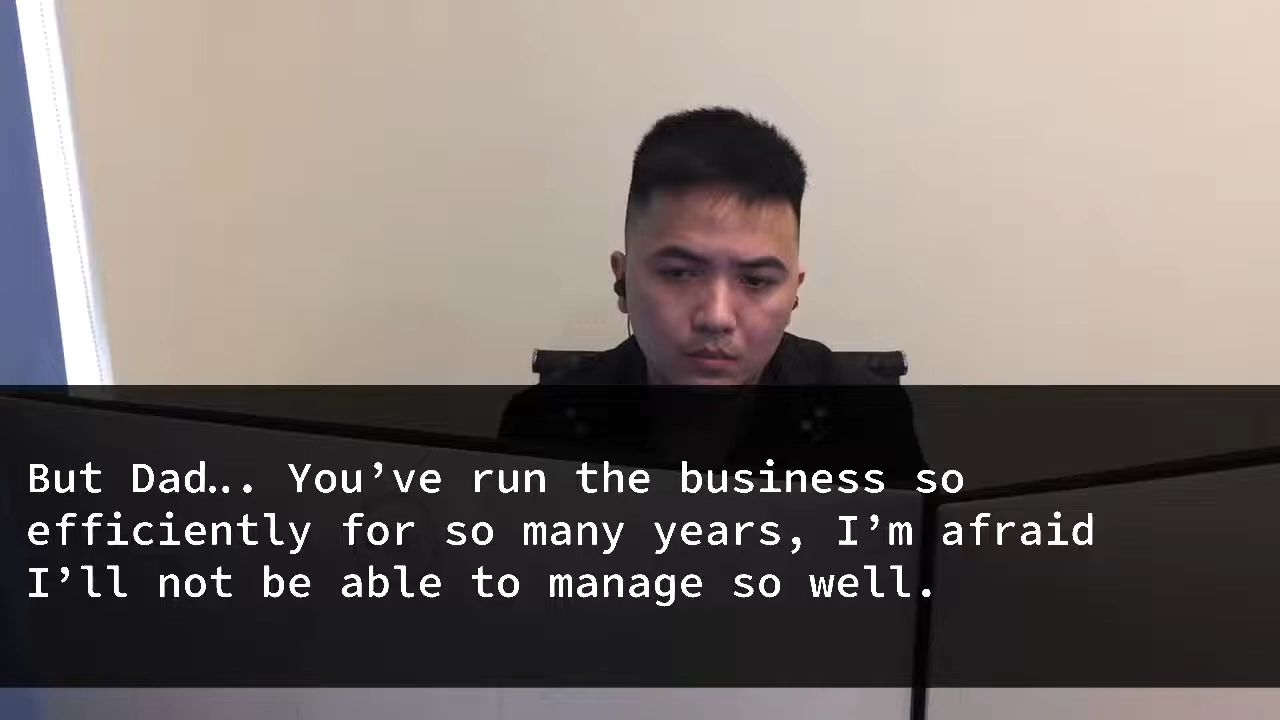 But Dad... You’ve run the business so
efficiently for so many years, I’m afraid
I’ll not be able to manage so well.